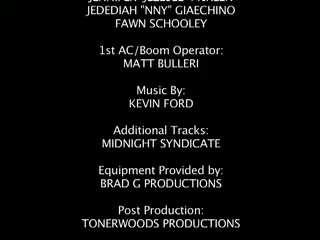 JEDEDIAH "NNY" GIAECHINO
FAWN SCHOOLEY
1st AC/Boom Operator:
MATT BULLERI
Music By:
KEVIN FORD
Additional Tracks:
MIDNIGHT SYNDICATE
Equipment Provided by:
BRAD G PRODUCTIONS
Post Production:
TONERWOODS PRODUCTIONS